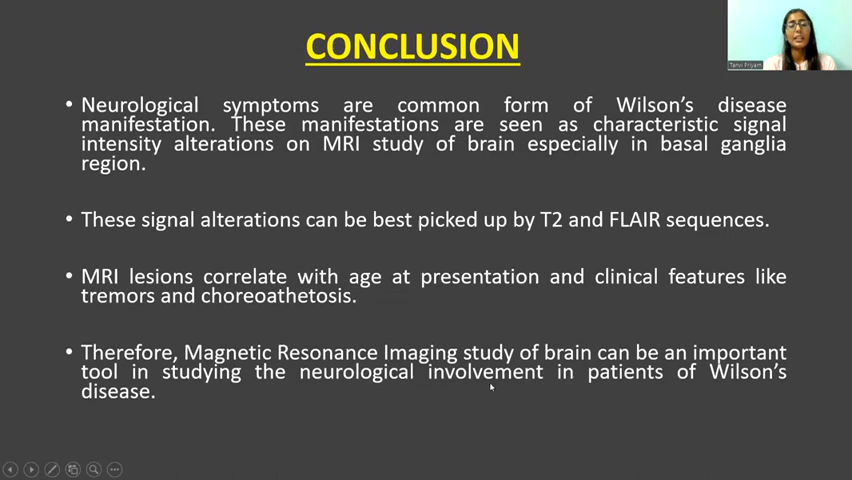 CONCLUSION
• Neurological symptoms are common form of Wilson's disease
manifestation. These manifestations are seen as characteristic signal
intensity alterations on MRI study of brain especially in basal ganglia
region.
• These signal alterations can be best picked up by T2 and FLAIR sequences.
• MRI lesions correlate with age at presentation and clinical features like
tremors and choreoathetosis.
• Therefore, Magnetic Resonance Imaging study of brain can be an important
tool in studying the neurological involvement in patients of Wilson's
disease.
Tanvi Priyam